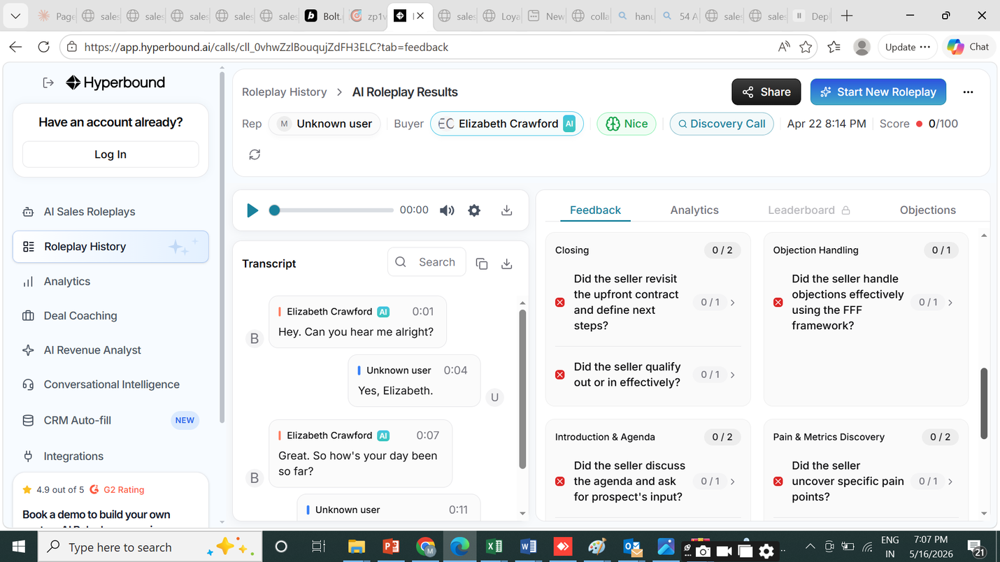 Page
sales
sales
sales
sales
sales
Bolt.
zp1v
sales
Loya
New
colla
hanu
54 A
sales
sales
Depl
https://app.hyperbound.ai/calls/cll_0vhwZzlBouqujZdFH3ELC?tab=feedback
Update
Chat
Hyperbound
Have an account already?
Log In
AI Sales Roleplays
Roleplay History
Analytics
Deal Coaching
AI Revenue Analyst
Conversational Intelligence
CRM Auto-fill NEW
Integrations
4.9 out of 5 G2 Rating
Book a demo to build your own
Roleplay History > AI Roleplay Results
Share
Start New Roleplay
Rep M Unknown user Buyer EC Elizabeth Crawford AI Nice Discovery Call Apr 22 8:14 PM Score 0/100
00:00
Transcript
Search
Elizabeth Crawford AI 0:01
Hey. Can you hear me alright?
B
Unknown user 0:04
Yes, Elizabeth.
U
Elizabeth Crawford AI 0:07
Great. So how's your day been
so far?
B
Unknown user 0:11
Feedback
Analytics
Leaderboard
Objections
Closing 0 / 2
Did the seller revisit
the upfront contract
and define next
steps?
0 / 1
Did the seller qualify
out or in effectively?
0 / 1
Objection Handling 0 / 1
Did the seller handle
objections effectively
using the FFF
framework?
0 / 1
Introduction & Agenda 0 / 2
Did the seller discuss
the agenda and ask
for prospect's input?
0 / 1
Pain & Metrics Discovery 0 / 2
Did the seller
uncover specific pain
points?
0 / 1
Type here to search
ENG
IN
7:07 PM
5/16/2026
21